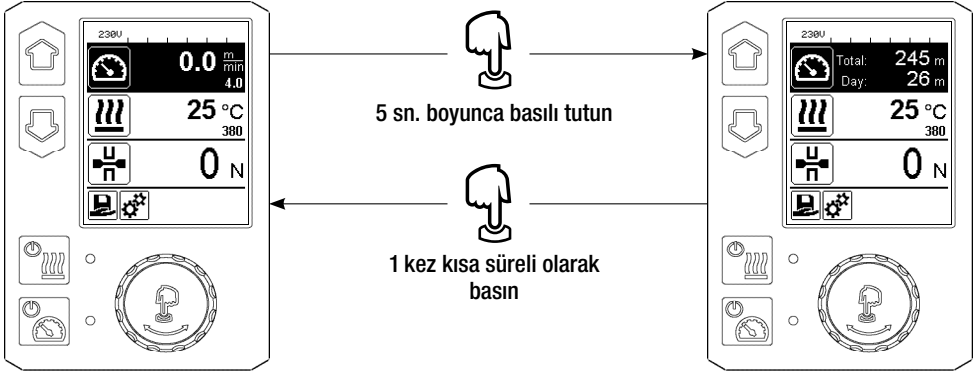 230V
0.0 m/min
4.0
25 °C
380
0 N
5 sn. boyunca basılı tutun
1 kez kısa süreli olarak
basın
230V
Total: 245 m
Day: 26 m
25 °C
380
0 N